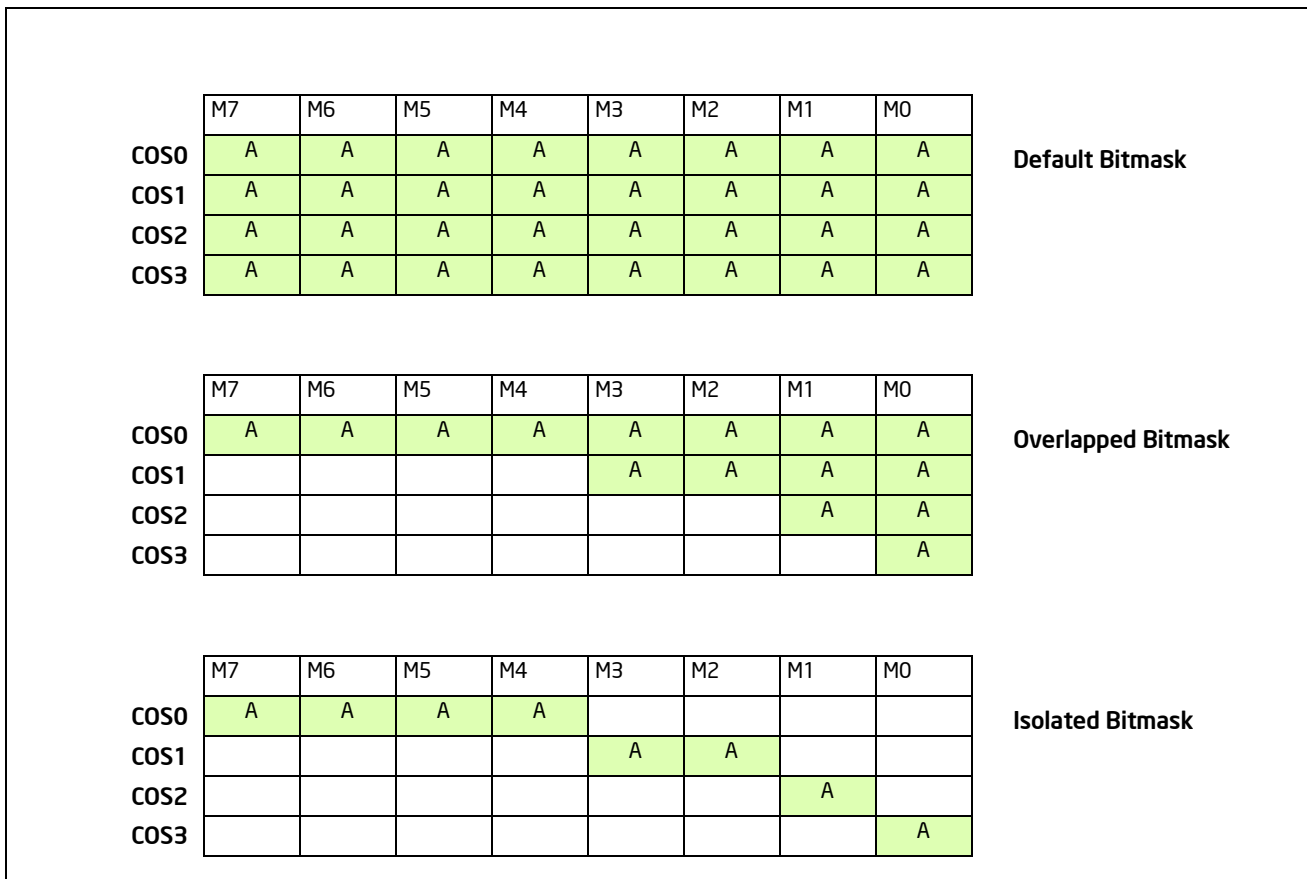 M7 M6 M5 M4 M3 M2 M1 M0
COS0 A A A A A A A A Default Bitmask
COS1 A A A A A A A A
COS2 A A A A A A A A
COS3 A A A A A A A A
M7 M6 M5 M4 M3 M2 M1 M0
COS0 A A A A A A A A Overlapped Bitmask
COS1 A A A A
COS2 A A
COS3 A
M7 M6 M5 M4 M3 M2 M1 M0
COS0 A A A A Isolated Bitmask
COS1 A A
COS2 A
COS3 A